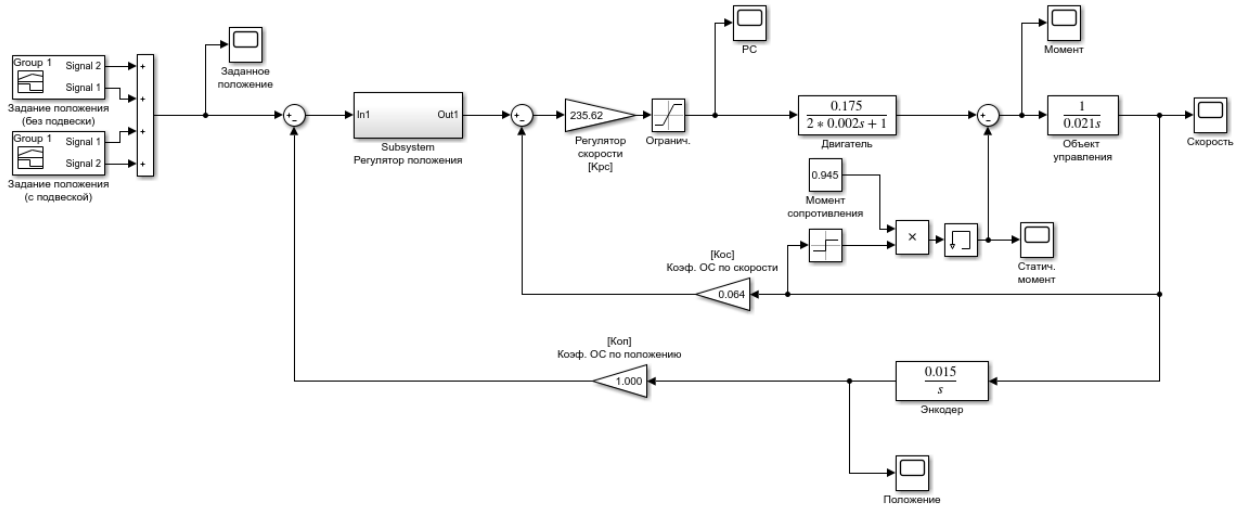 Group 1
Signal 2
Signal 1
Задание положения
(без подвески)
Group 1
Signal 1
Signal 2
Задание положения
(с подвеской)
+
+
+
+
Заданное
положение
+
−
In1
Out1
Subsystem
Регулятор положения
+
−
235.62
Регулятор
скорости
[Kрс]
Огранич.
РС
0.175
2 * 0.002s + 1
Двигатель
+
−
Момент
1
0.021s
Объект
управления
Скорость
0.945
Момент
сопротивления
×
Статич.
момент
[Кос]
Коэф. ОС по скорости
0.064
[Коп]
Коэф. ОС по положению
1.000
0.015
s
Энкодер
Положение